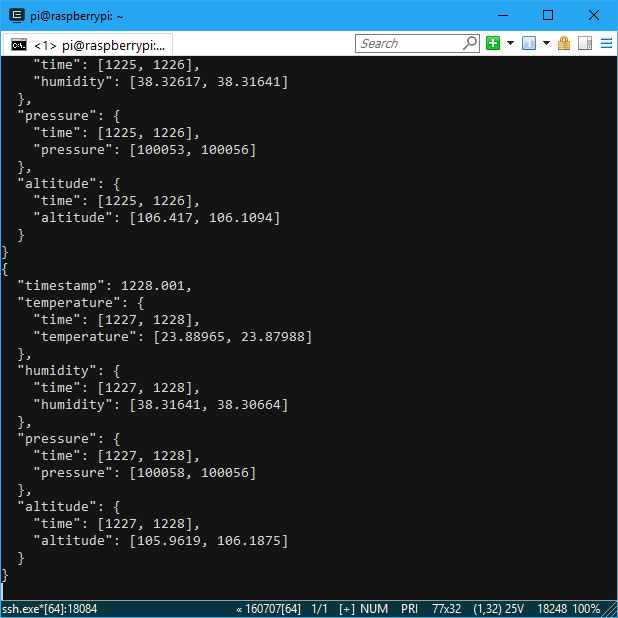 pi@raspberrypi: ~
<1> pi@raspberrypi:...
Search
    "time": [1225, 1226],
    "humidity": [38.32617, 38.31641]
  },
  "pressure": {
    "time": [1225, 1226],
    "pressure": [100053, 100056]
  },
  "altitude": {
    "time": [1225, 1226],
    "altitude": [106.417, 106.1094]
  }
}
{
  "timestamp": 1228.001,
  "temperature": {
    "time": [1227, 1228],
    "temperature": [23.88965, 23.87988]
  },
  "humidity": {
    "time": [1227, 1228],
    "humidity": [38.31641, 38.30664]
  },
  "pressure": {
    "time": [1227, 1228],
    "pressure": [100058, 100056]
  },
  "altitude": {
    "time": [1227, 1228],
    "altitude": [105.9619, 106.1875]
  }
}
ssh.exe*[64]:18084 « 160707[64] 1/1 [+] NUM PRI 77x32 (1,32) 25V 18248 100%